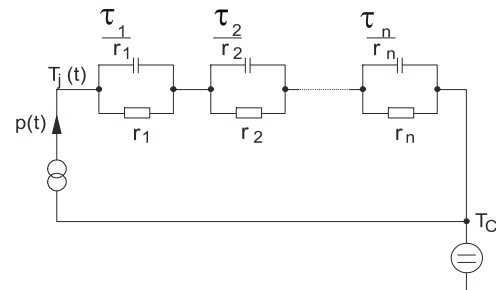 τ1/r1 τ2/r2 τn/rn
Tj(t)
r1 r2 rn
p(t)
TC